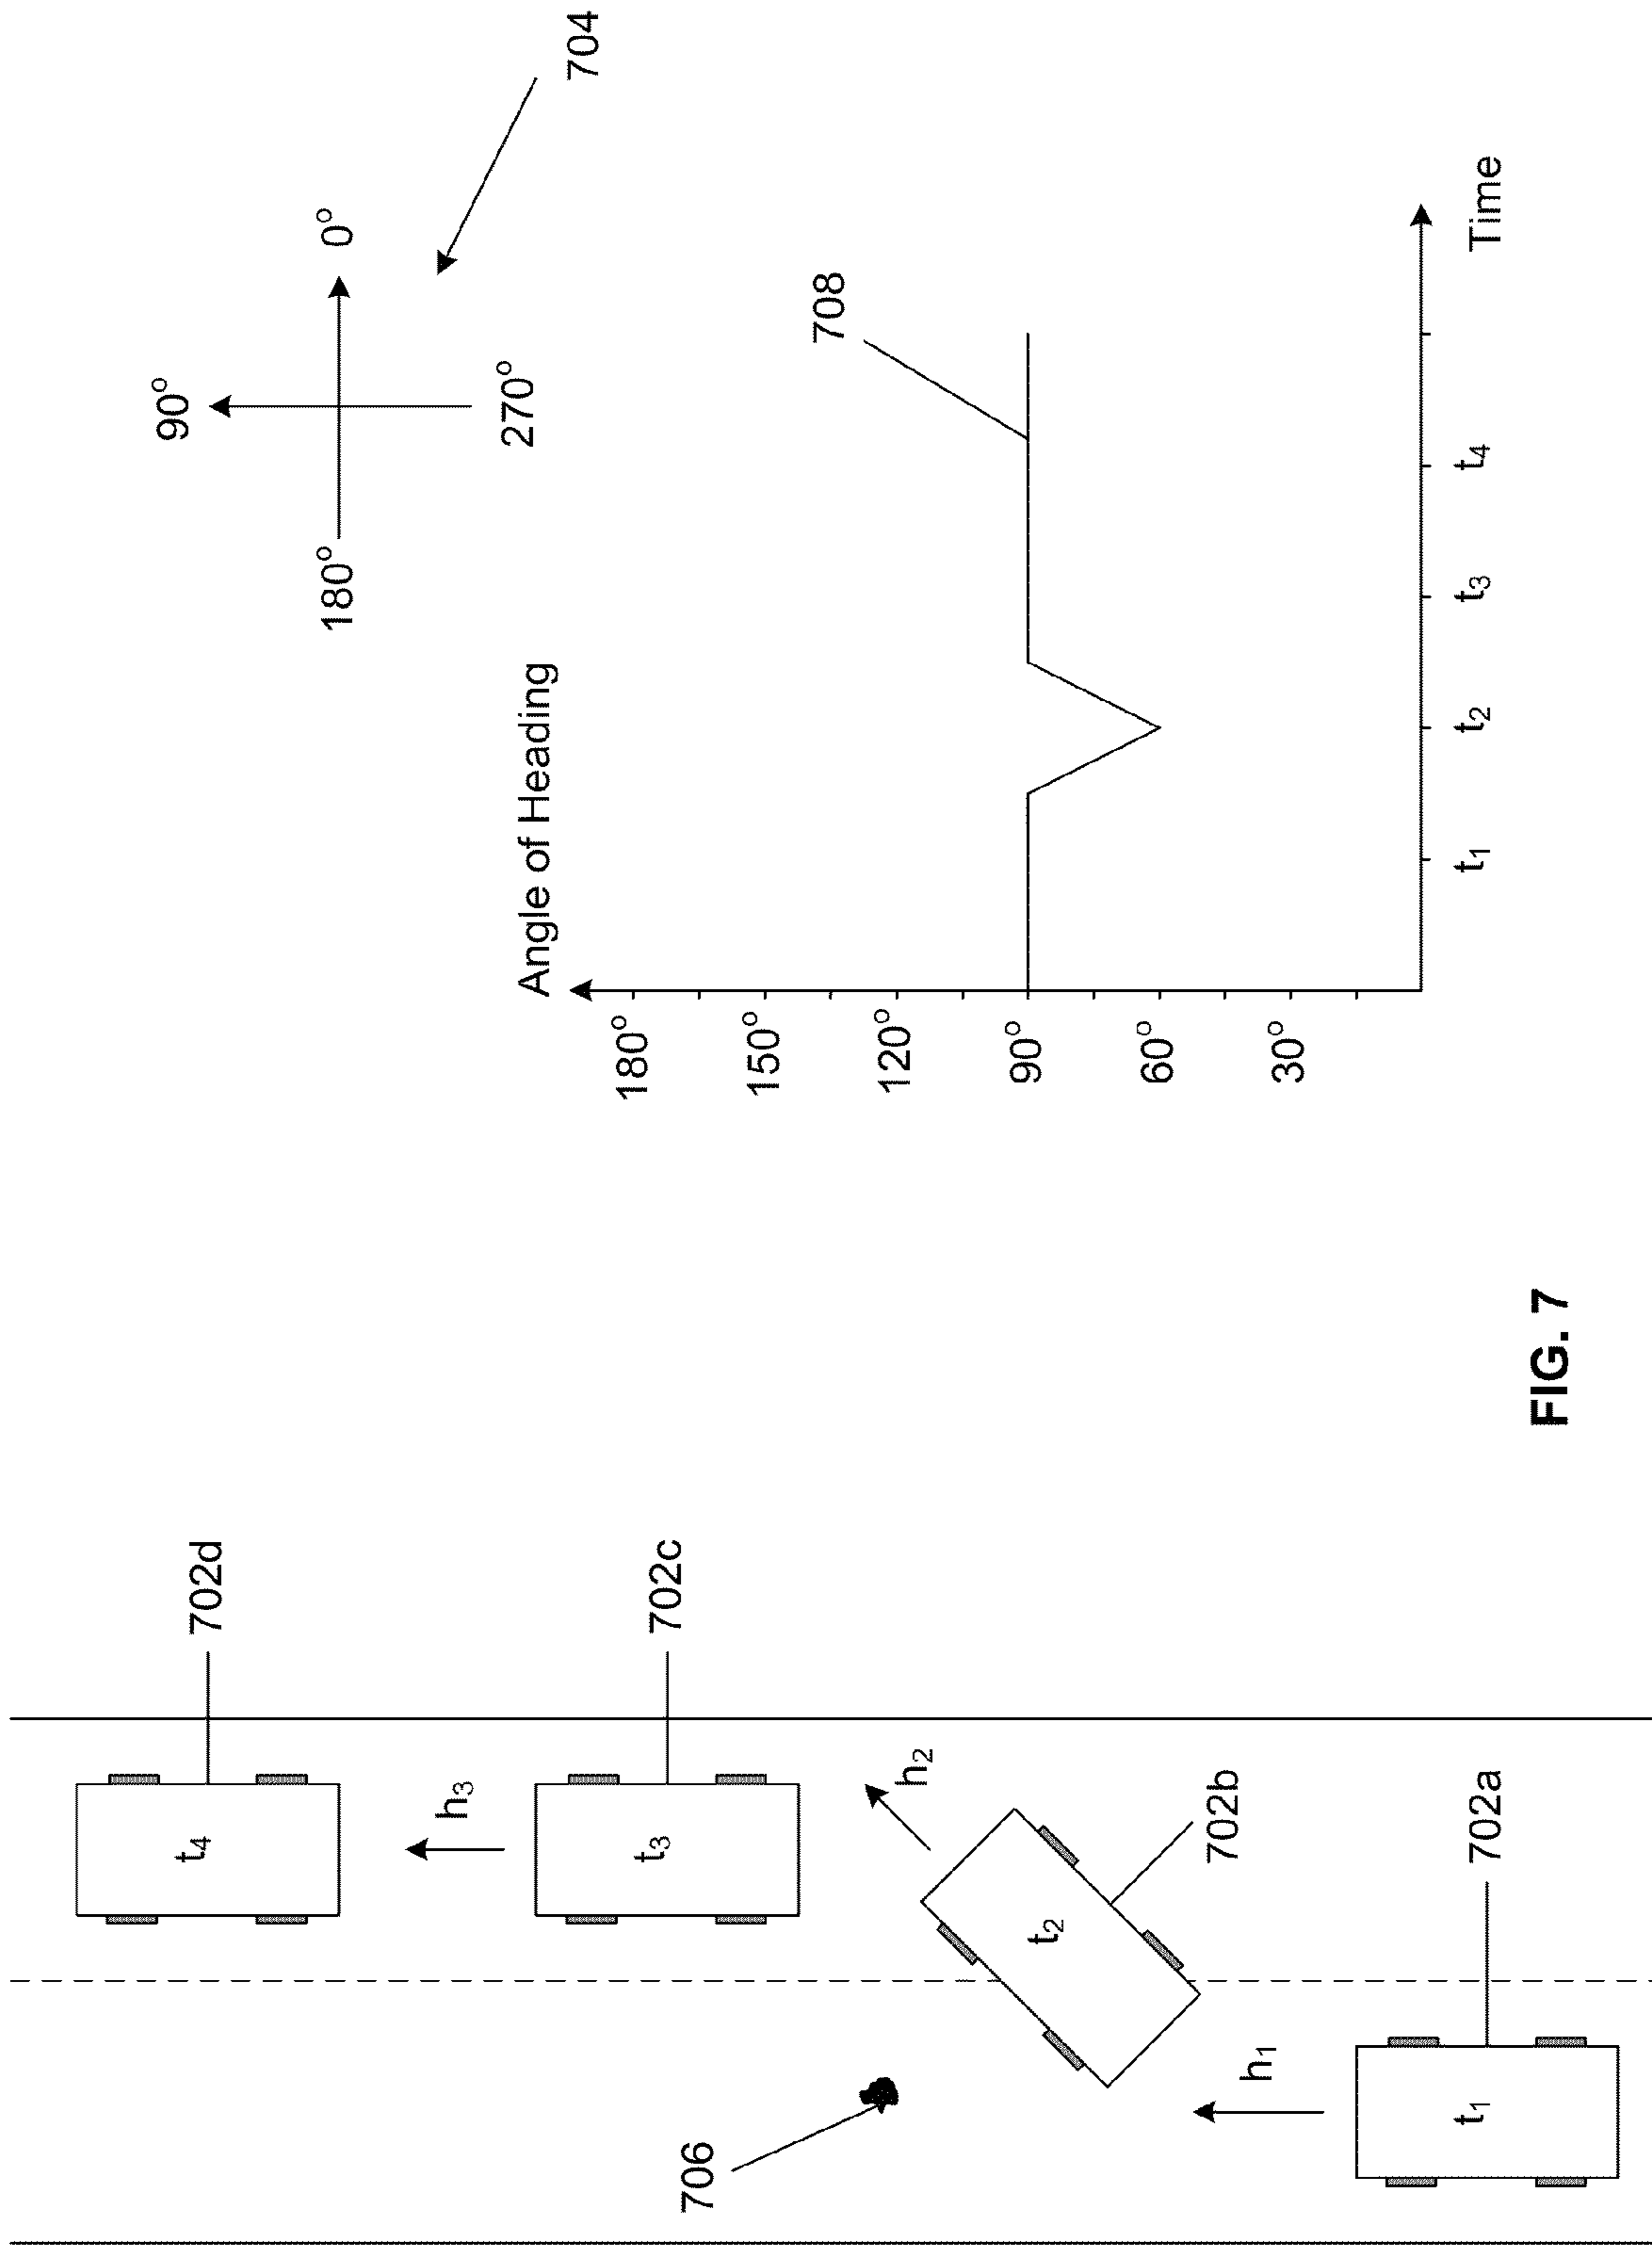 702d
t4
h3
702c
t3
h2
702b
t2
706
702a
h1
t1
90°
180°
0°
270°
704
Angle of Heading
180°
150°
120°
90°
60°
30°
708
t1
t2
t3
t4
Time
FIG. 7